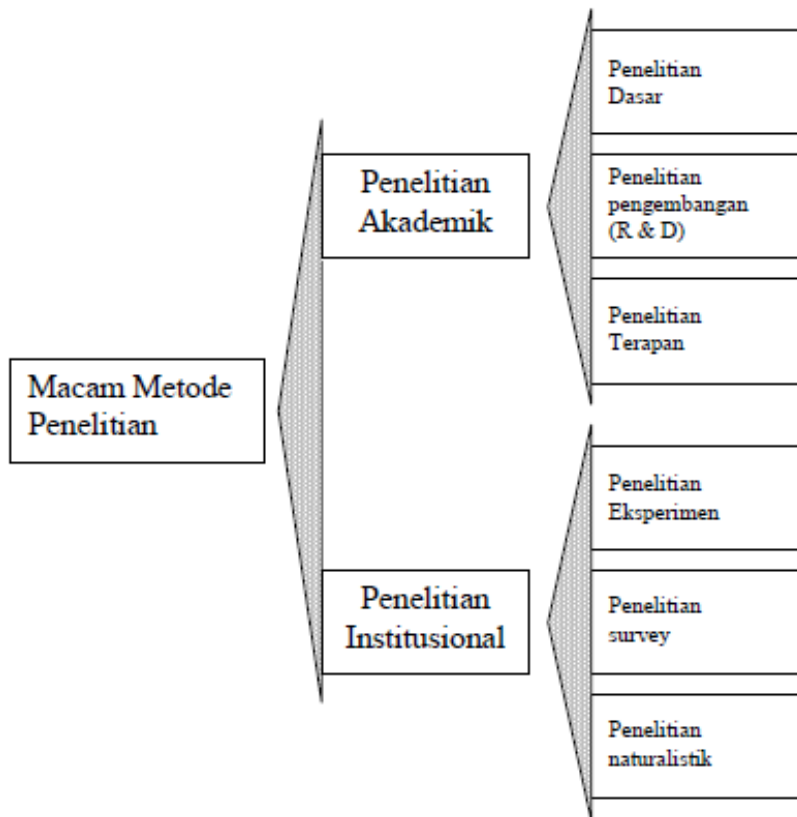 Macam Metode
Penelitian
Penelitian
Akademik
Penelitian
Dasar
Penelitian
pengembangan
(R & D)
Penelitian
Terapan
Penelitian
Institusional
Penelitian
Eksperimen
Penelitian
survey
Penelitian
naturalistik